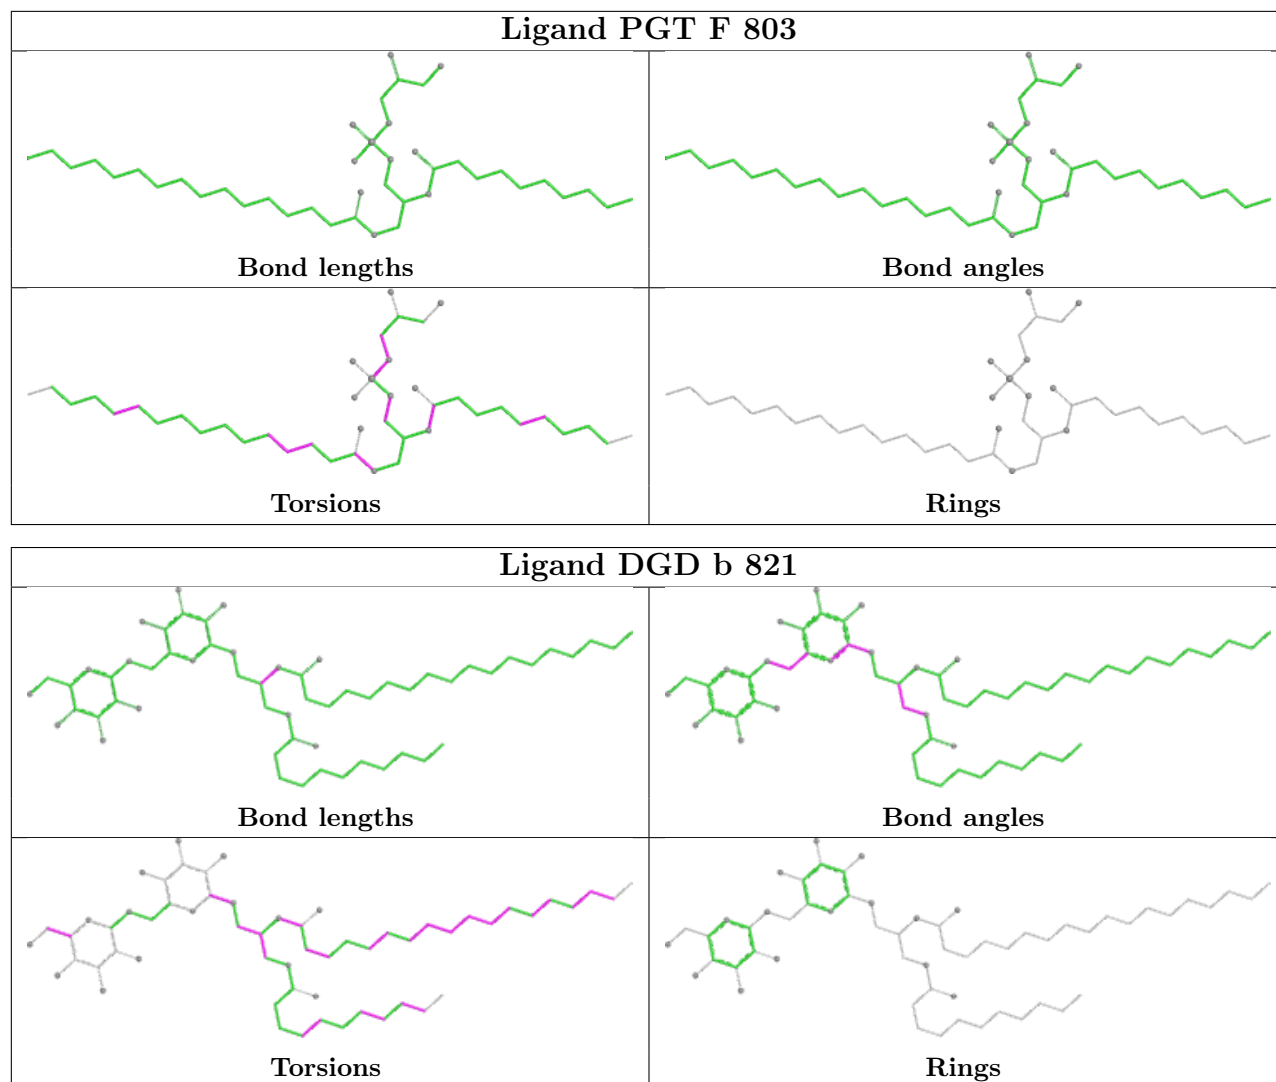 Ligand PGT F 803
Bond lengths
Bond angles
Torsions
Rings
Ligand DGD b 821
Bond lengths
Bond angles
Torsions
Rings